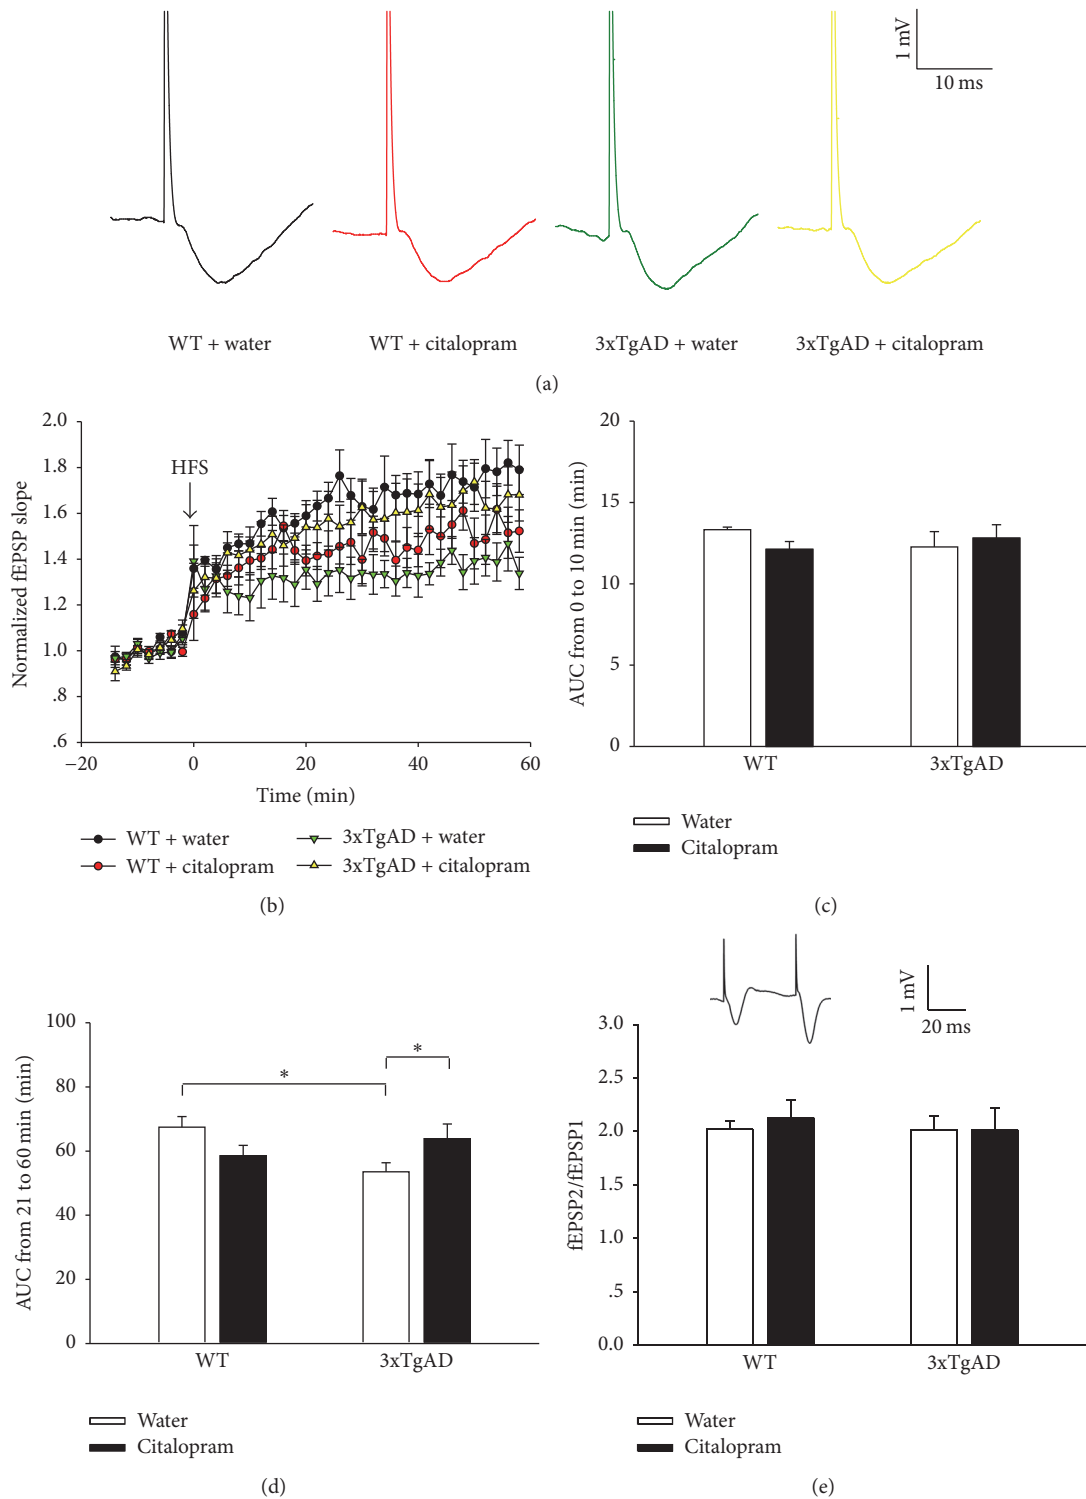 1 mV
10 ms
WT + water
WT + citalopram
3xTgAD + water
3xTgAD + citalopram
(a)
Normalized fEPSP slope
2.0
1.8
1.6
1.4
1.2
1.0
.8
.6
HFS
−20
0
20
40
60
Time (min)
WT + water
WT + citalopram
3xTgAD + water
3xTgAD + citalopram
(b)
AUC from 0 to 10 min (min)
20
15
10
5
0
WT
3xTgAD
Water
Citalopram
(c)
AUC from 21 to 60 min (min)
100
80
60
40
20
0
*
*
WT
3xTgAD
Water
Citalopram
(d)
1 mV
20 ms
fEPSP2/fEPSP1
3.0
2.5
2.0
1.5
1.0
.5
0.0
WT
3xTgAD
Water
Citalopram
(e)